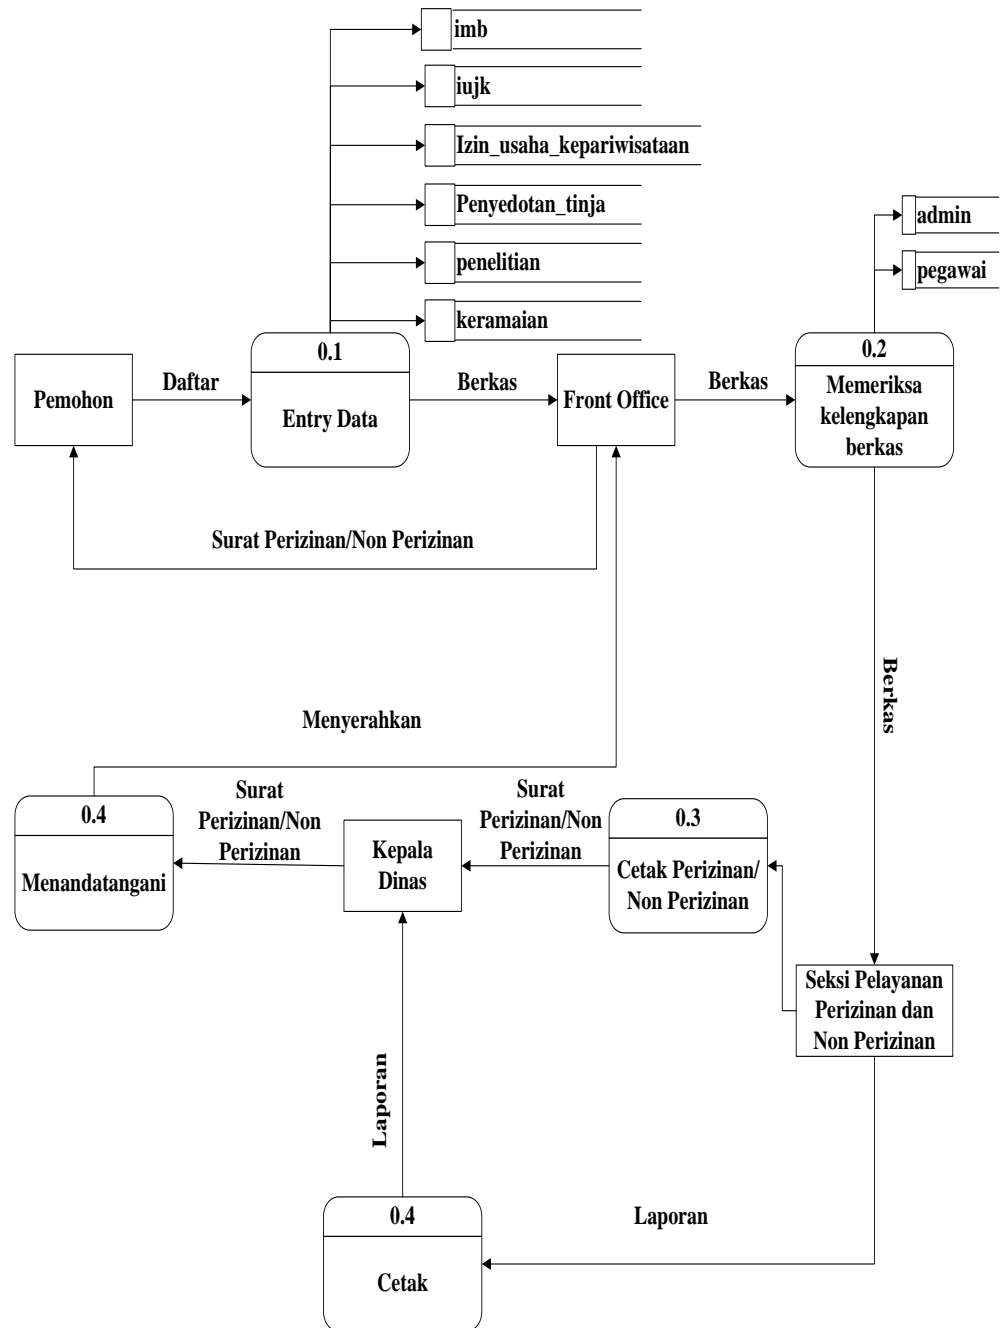 imb
iujk
Izin_usaha_kepariwisataan
Penyedotan_tinja
penelitian
keramaian
admin
pegawai
Pemohon
Daftar
0.1
Entry Data
Berkas
Front Office
Berkas
0.2
Memeriksa
kelengkapan
berkas
Surat Perizinan/Non Perizinan
Berkas
Menyerahkan
0.4
Menandatangani
Surat
Perizinan/Non
Perizinan
Kepala
Dinas
Surat
Perizinan/Non
Perizinan
0.3
Cetak Perizinan/
Non Perizinan
Seksi Pelayanan
Perizinan dan
Non Perizinan
Laporan
Laporan
0.4
Cetak